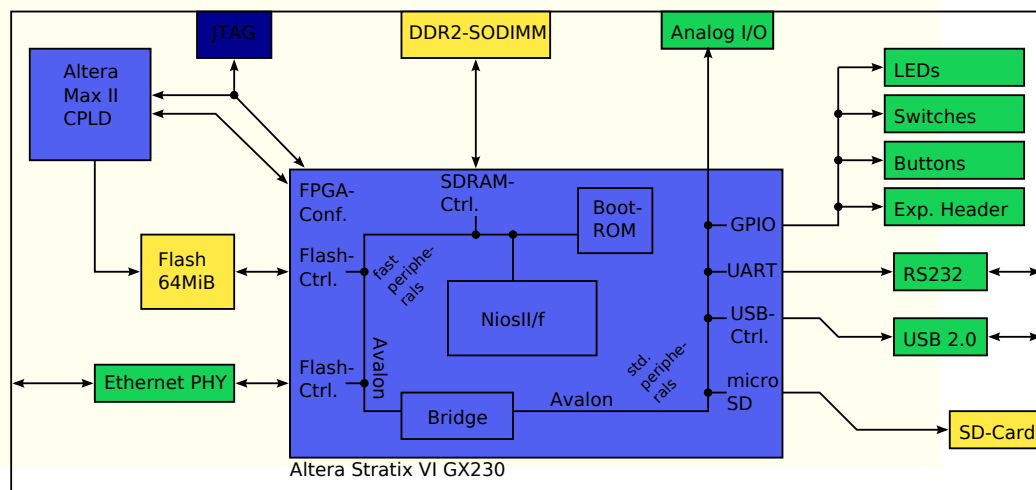 JTAG
DDR2-SODIMM
Analog I/O
Altera
Max II
CPLD
LEDs
Switches
Buttons
Exp. Header
FPGA-
Conf.
SDRAM-
Ctrl.
Boot-
ROM
GPIO
Flash
64MiB
Flash-
Ctrl.
fast
periphe-
rals
UART
RS232
NiosII/f
USB-
Ctrl.
USB 2.0
Ethernet PHY
Flash-
Ctrl.
Avalon
Bridge
Avalon
std.
periphe-
rals
micro
SD
SD-Card
Altera Stratix VI GX230